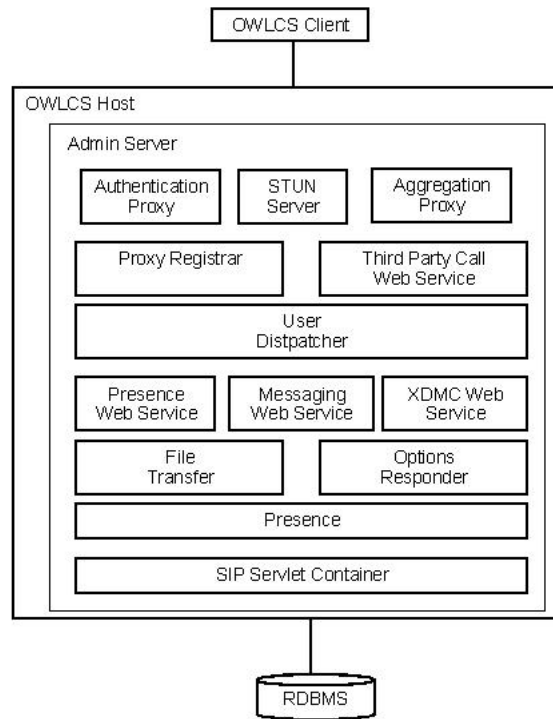 OWLCS Client
OWLCS Host
Admin Server
Authentication
Proxy
STUN
Server
Aggregation
Proxy
Proxy Registrar
Third Party Call
Web Service
User
Distpatcher
Presence
Web Service
Messaging
Web Service
XDMC Web
Service
File
Transfer
Options
Responder
Presence
SIP Servlet Container
RDBMS